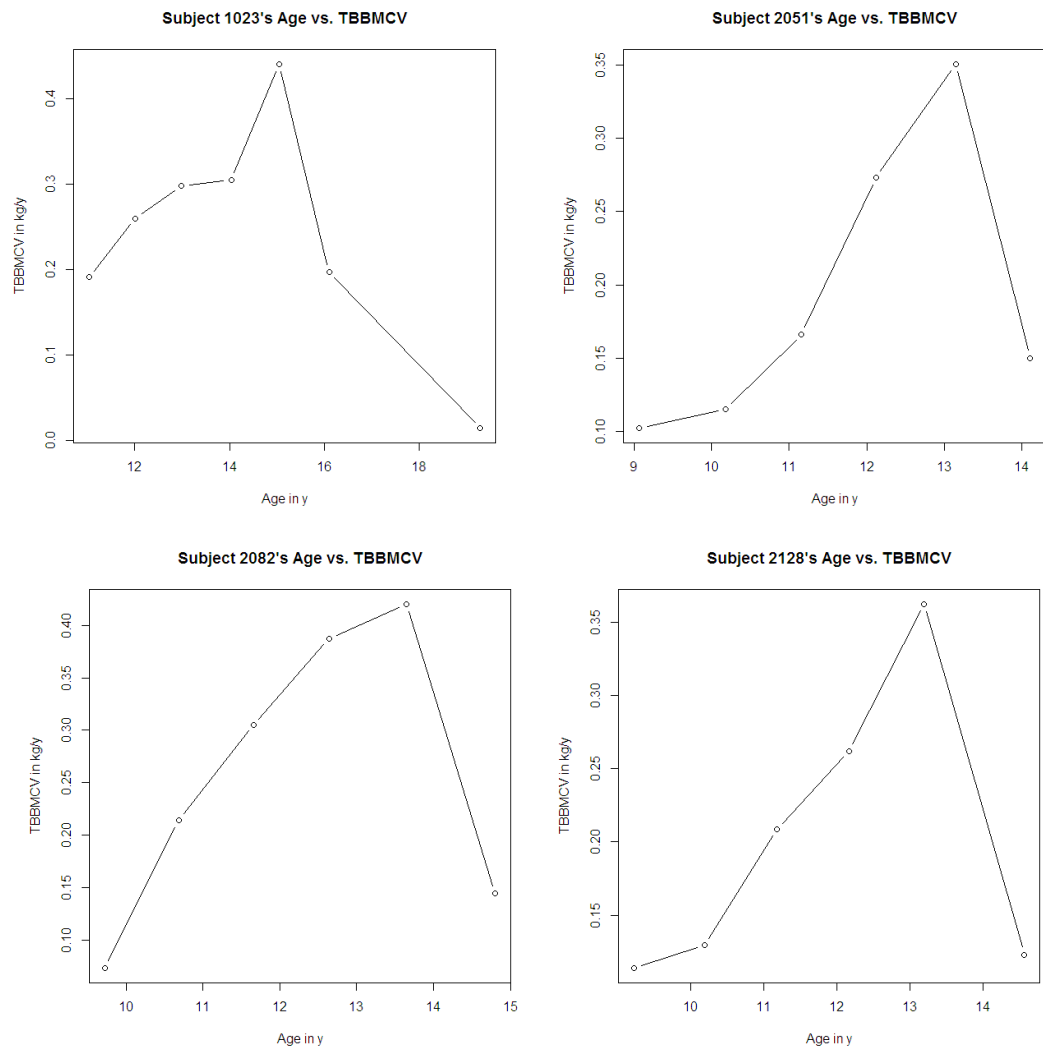 Subject 1023's Age vs. TBBMCV
TBBMCV in kg/y
0.4
0.3
0.2
0.1
0.0
12 14 16 18
Age in y
Subject 2051's Age vs. TBBMCV
TBBMCV in kg/y
0.35
0.30
0.25
0.20
0.15
0.10
9 10 11 12 13 14
Age in y
Subject 2082's Age vs. TBBMCV
TBBMCV in kg/y
0.40
0.35
0.30
0.25
0.20
0.15
0.10
10 11 12 13 14 15
Age in y
Subject 2128's Age vs. TBBMCV
TBBMCV in kg/y
0.35
0.30
0.25
0.20
0.15
10 11 12 13 14
Age in y